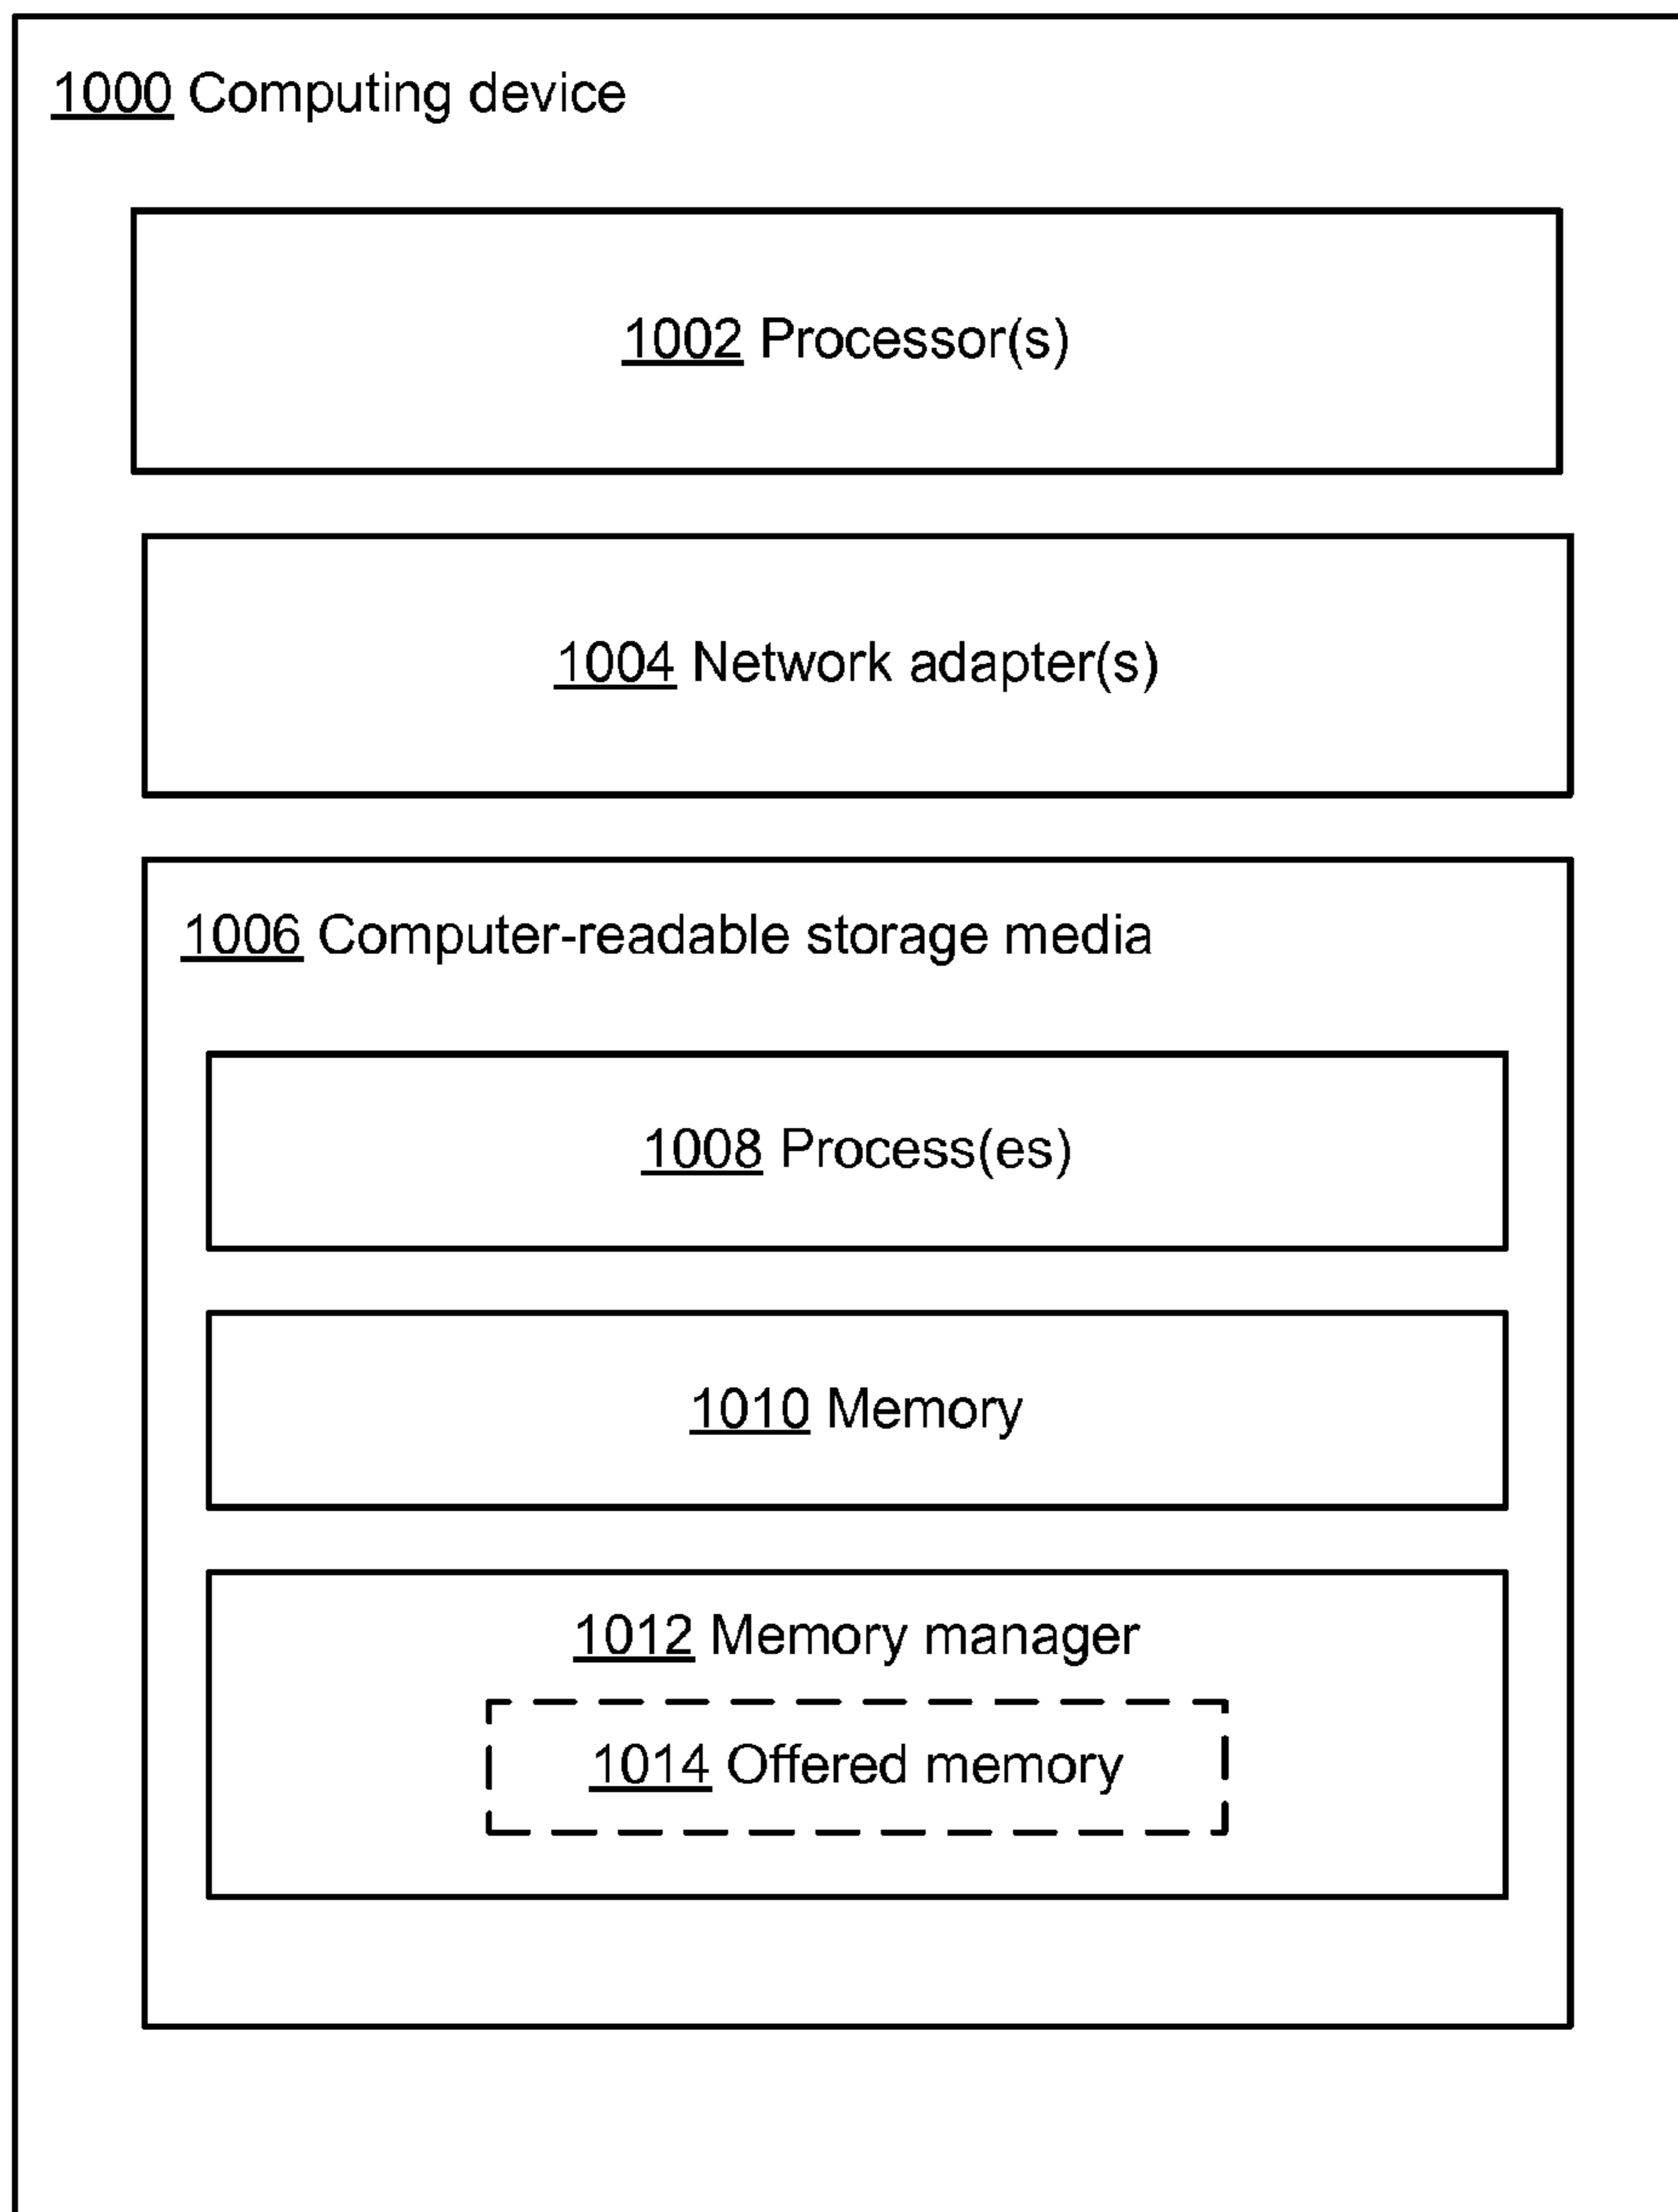 1000 Computing device
1002 Processor(s)
1004 Network adapter(s)
1006 Computer-readable storage media
1008 Process(es)
1010 Memory
1012 Memory manager
1014 Offered memory